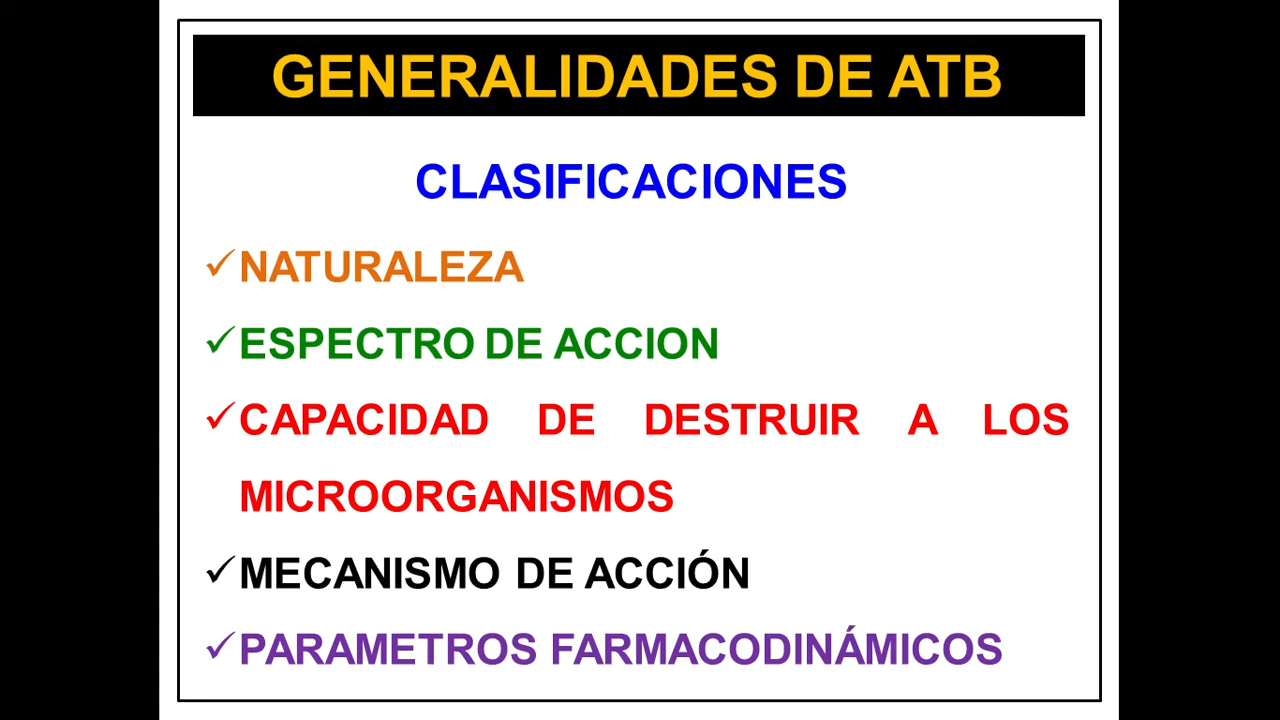 GENERALIDADES DE ATB
CLASIFICACIONES
NATURALEZA
ESPECTRO DE ACCION
CAPACIDAD DE DESTRUIR A LOS
MICROORGANISMOS
MECANISMO DE ACCIÓN
PARAMETROS FARMACODINÁMICOS